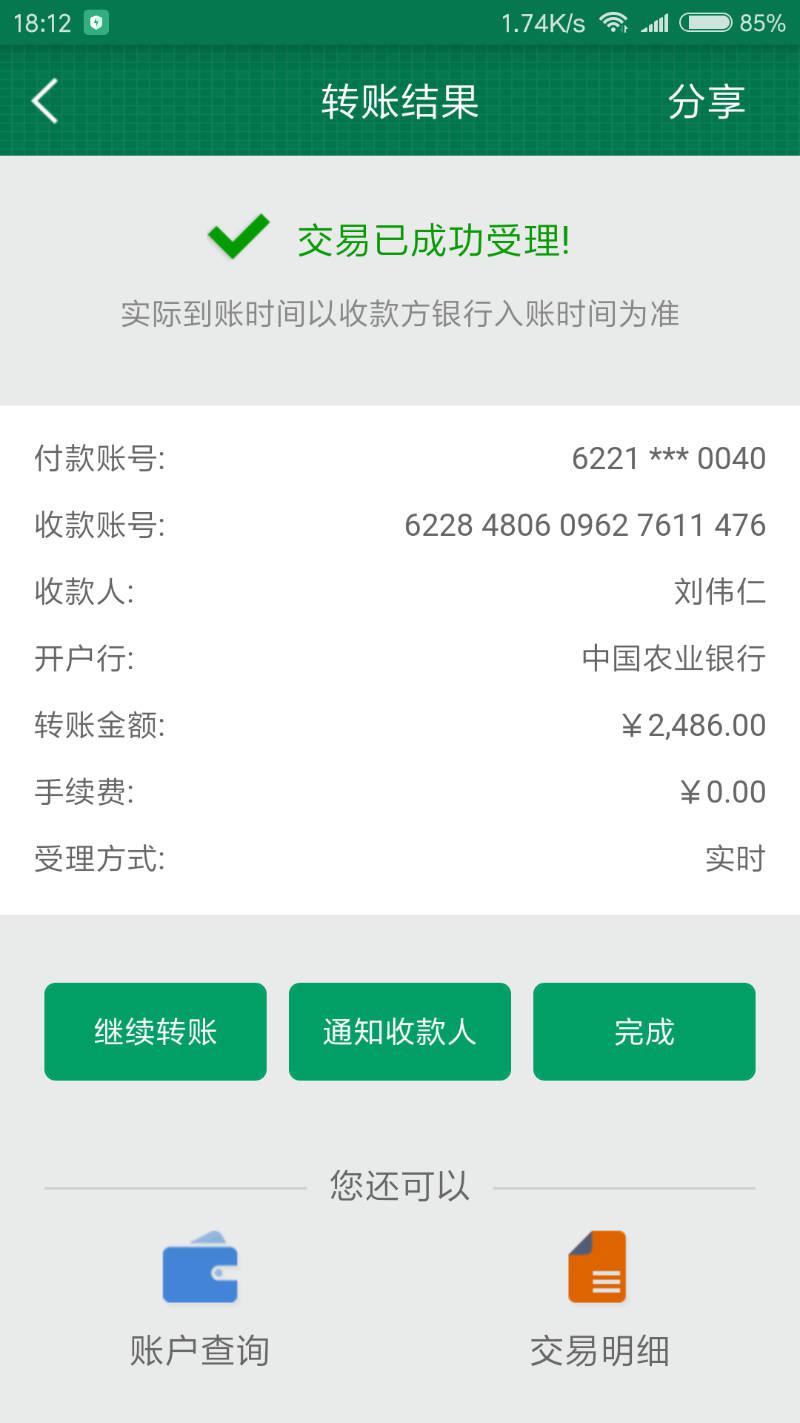 18:12 1.74K/s 85%
转账结果 分享
交易已成功受理!
实际到账时间以收款方银行入账时间为准
付款账号: 6221 *** 0040
收款账号: 6228 4806 0962 7611 476
收款人: 刘伟仁
开户行: 中国农业银行
转账金额: ￥2,486.00
手续费: ￥0.00
受理方式: 实时
继续转账 通知收款人 完成
您还可以
账户查询 交易明细